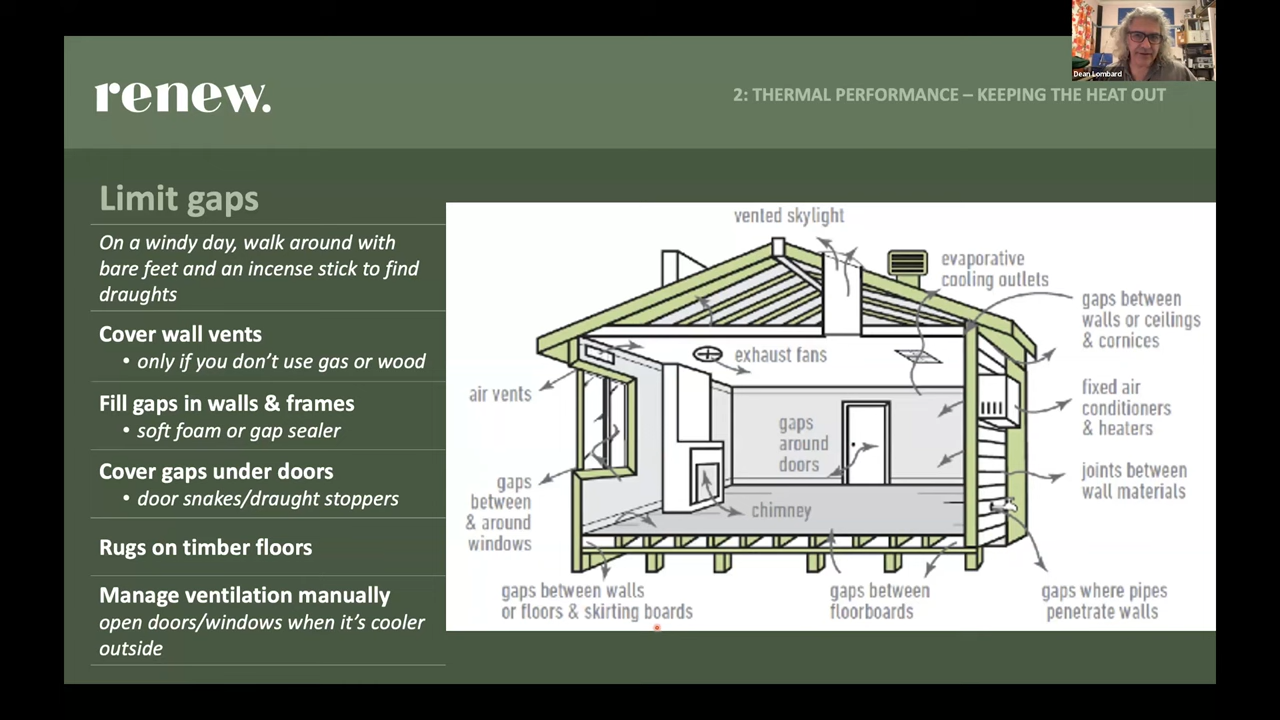 Dean Lombard
renew.
2: THERMAL PERFORMANCE – KEEPING THE HEAT OUT
Limit gaps
On a windy day, walk around with
bare feet and an incense stick to find
draughts
Cover wall vents
• only if you don't use gas or wood
Fill gaps in walls & frames
• soft foam or gap sealer
Cover gaps under doors
• door snakes/draught stoppers
Rugs on timber floors
Manage ventilation manually
open doors/windows when it's cooler
outside
vented skylight
evaporative
cooling outlets
gaps between
walls or ceilings
& cornices
exhaust fans
air vents
fixed air
conditioners
& heaters
gaps
around
doors
joints between
wall materials
gaps
between
& around
windows
chimney
gaps between walls
or floors & skirting boards
gaps between
floorboards
gaps where pipes
penetrate walls